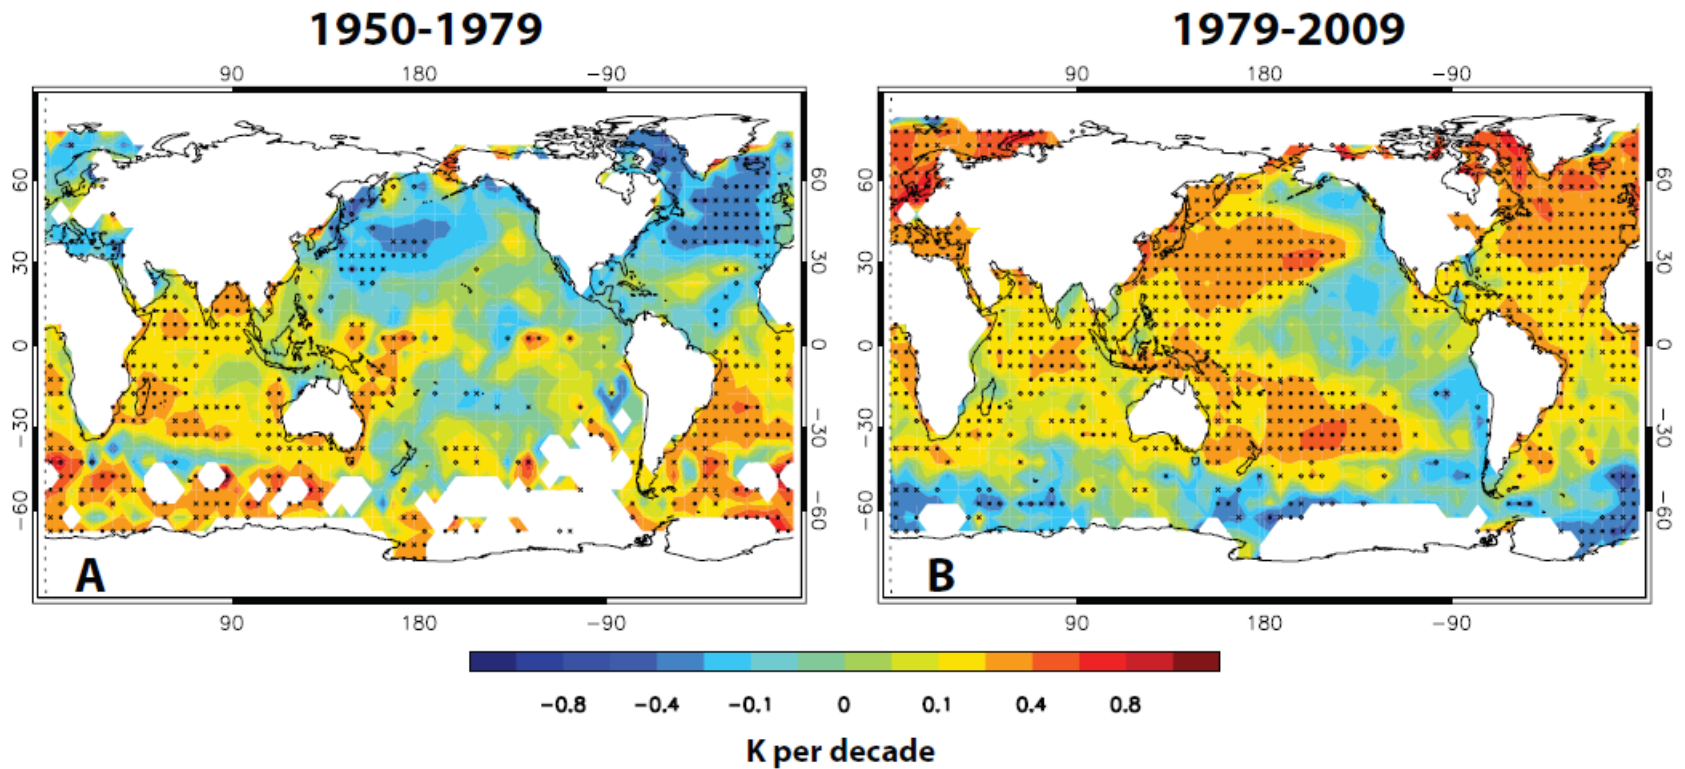 1950-1979 1979-2009
90 180 −90 90 180 −90
60 60 60 60
30 30 30 30
0 0 0 0
−30 −30 −30 −30
−60 −60 −60 −60
A B
90 180 −90 90 180 −90
−0.8 −0.4 −0.1 0 0.1 0.4 0.8
K per decade